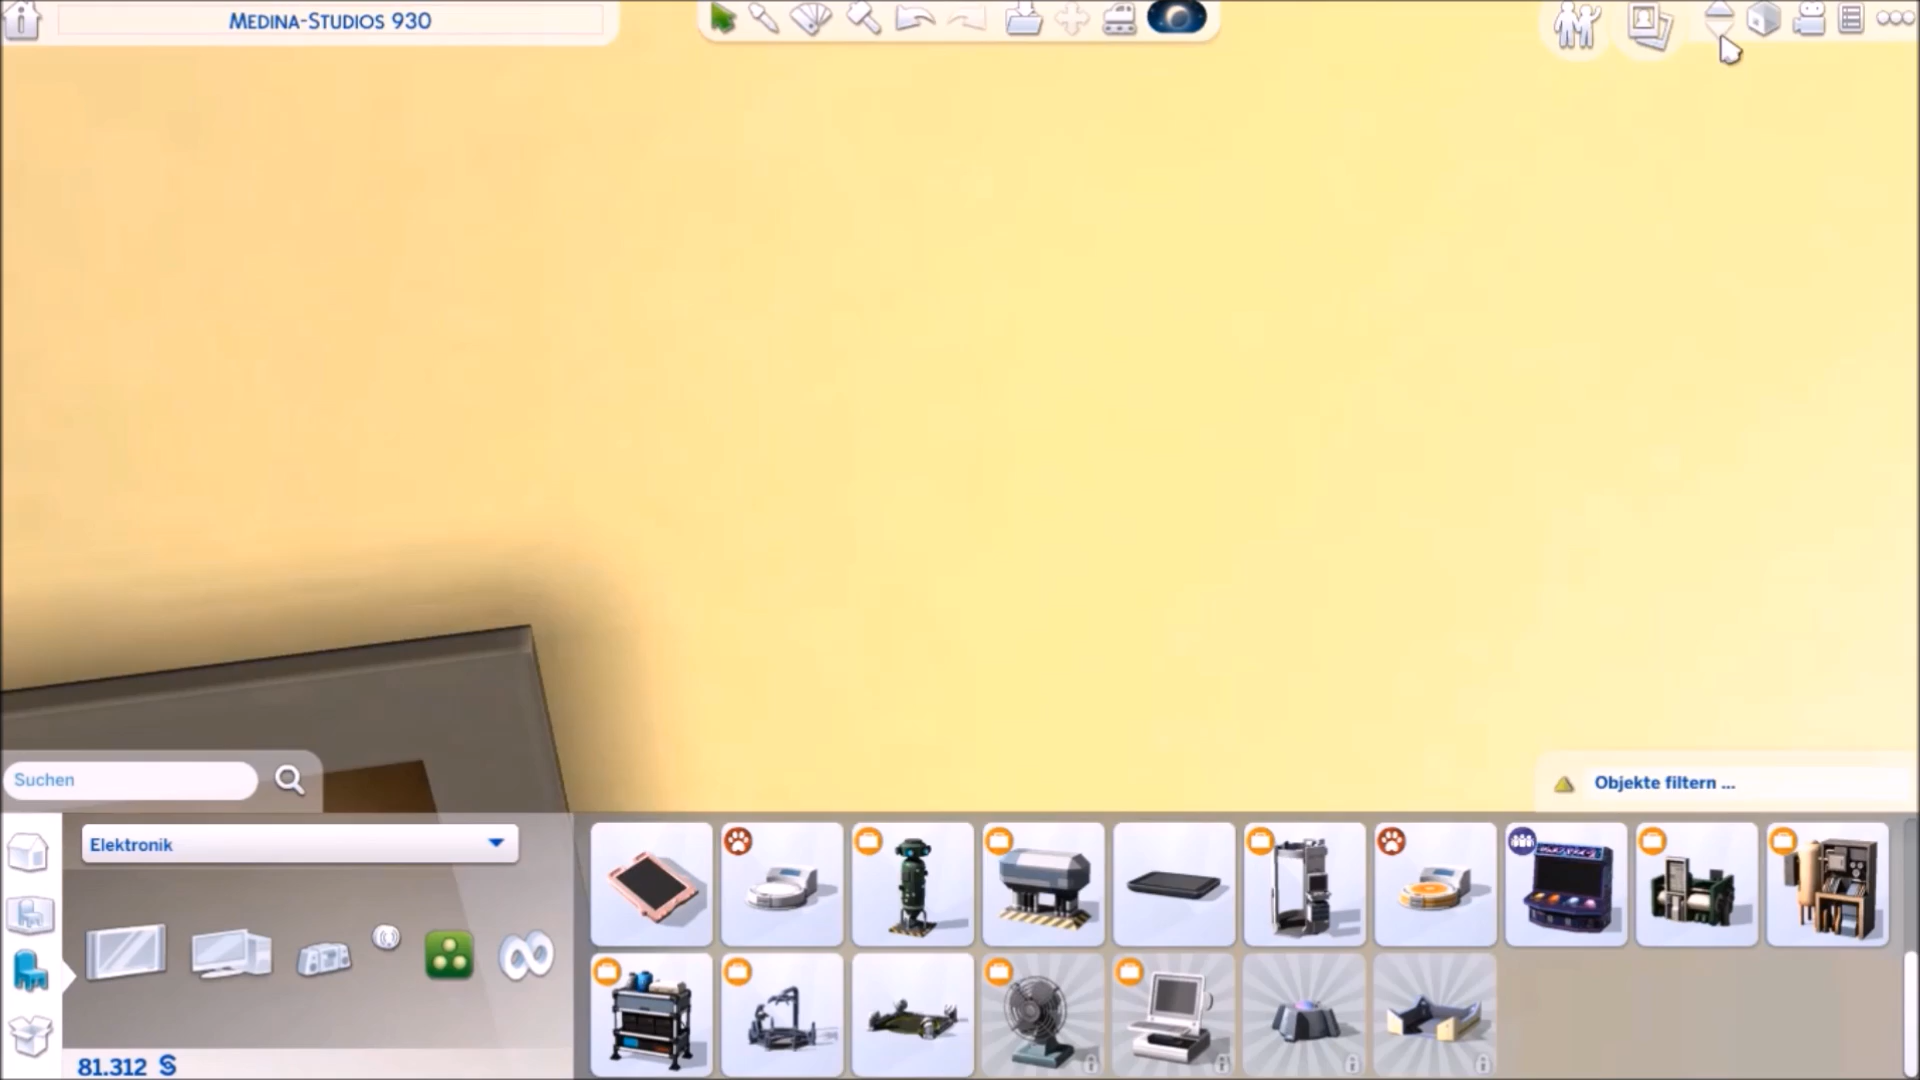 Medina-Studios 930
Suchen
Objekte filtern ...
Elektronik
81.312 S